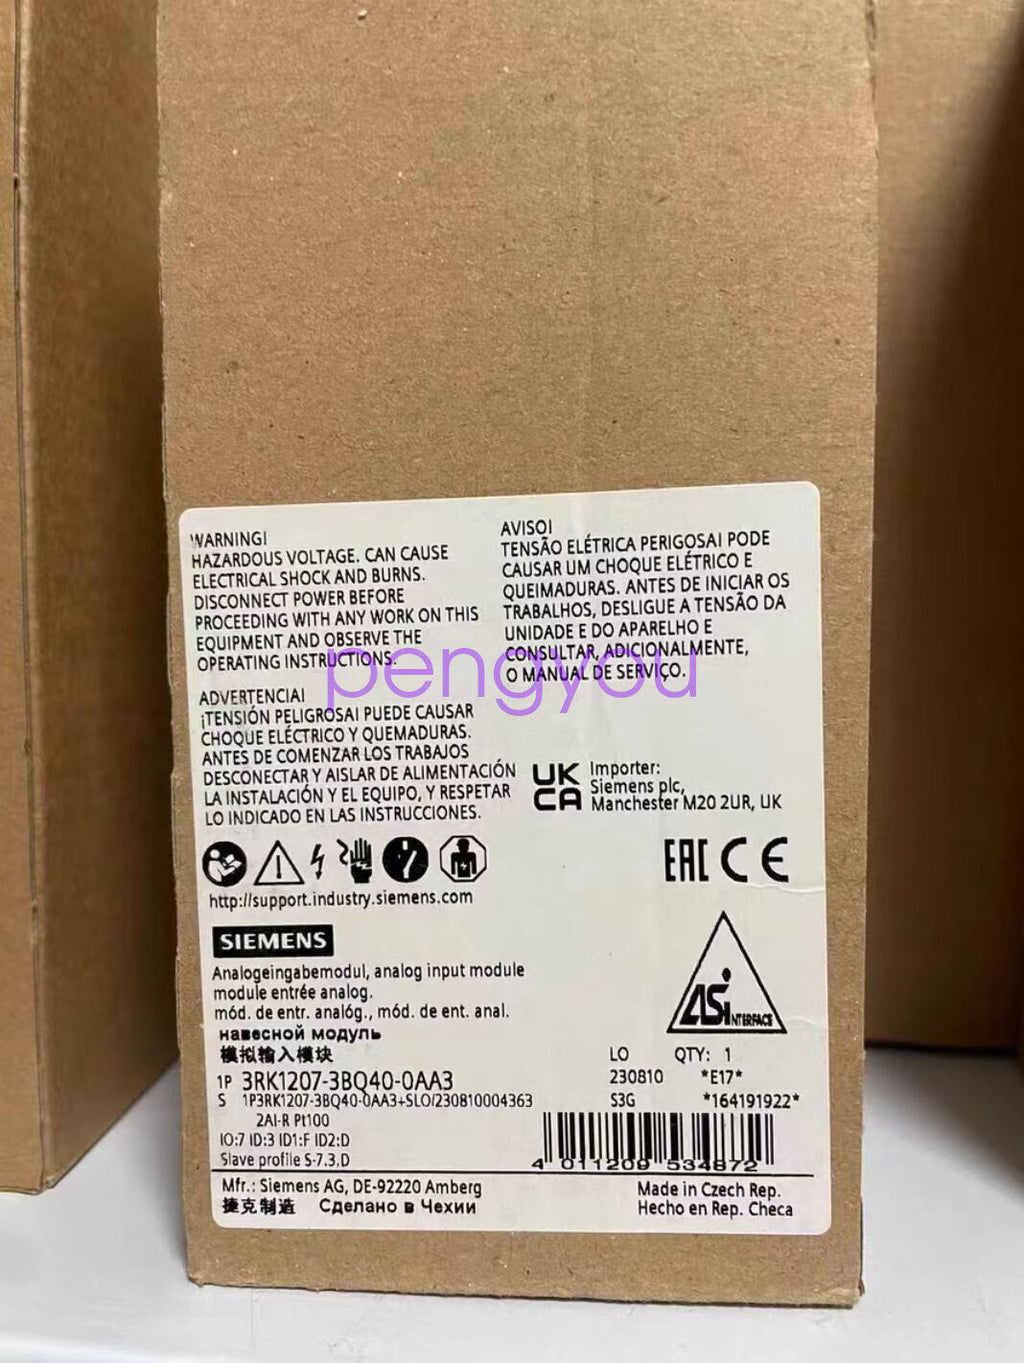 WARNING!
HAZARDOUS VOLTAGE. CAN CAUSE
ELECTRICAL SHOCK AND BURNS.
DISCONNECT POWER BEFORE
PROCEEDING WITH ANY WORK ON THIS
EQUIPMENT AND OBSERVE THE
OPERATING INSTRUCTIONS.
ADVERTENCIA!
¡TENSIÓN PELIGROSA! PUEDE CAUSAR
CHOQUE ELÉCTRICO Y QUEMADURAS.
ANTES DE COMENZAR LOS TRABAJOS
DESCONECTAR Y AISLAR DE ALIMENTACIÓN
LA INSTALACIÓN Y EL EQUIPO, Y RESPETAR
LO INDICADO EN LAS INSTRUCCIONES.
AVISO!
TENSÃO ELÉTRICA PERIGOSA! PODE
CAUSAR UM CHOQUE ELÉTRICO E
QUEIMADURAS. ANTES DE INICIAR OS
TRABALHOS, DESLIGUE A TENSÃO DA
UNIDADE E DO APARELHO E
CONSULTAR, ADICIONALMENTE,
O MANUAL DE SERVIÇO.
pengyou
UK
CA
Importer:
Siemens plc,
Manchester M20 2UR, UK
EAC CE
http://support.industry.siemens.com
SIEMENS
Analogeingabemodul, analog input module
module entrée analog.
mód. de entr. analóg., mód. de ent. anal.
навесной модуль
模拟输入模块
ASi
INTERFACE
1P 3RK1207-3BQ40-0AA3
S 1P3RK1207-3BQ40-0AA3+SLO/230810004363
2AI-R Pt100
IO:7 ID:3 ID1:F ID2:D
Slave profile S-7.3.D
LO QTY: 1
230810 *E17*
S3G *164191922*
4 011209 534872
Mfr.: Siemens AG, DE-92220 Amberg
捷克制造 Сделано в Чехии
Made in Czech Rep.
Hecho en Rep. Checa